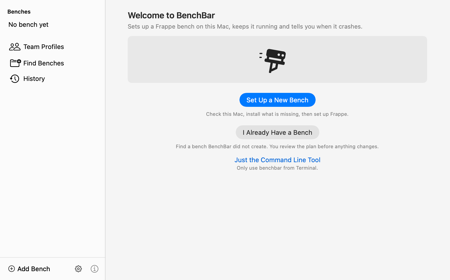 Benches
No bench yet
Team Profiles
Find Benches
History
Add Bench
Welcome to BenchBar
Sets up a Frappe bench on this Mac, keeps it running and tells you when it crashes.
Set Up a New Bench
Check this Mac, install what is missing, then set up Frappe.
I Already Have a Bench
Find a bench BenchBar did not create. You review the plan before anything changes.
Just the Command Line Tool
Only use benchbar from Terminal.